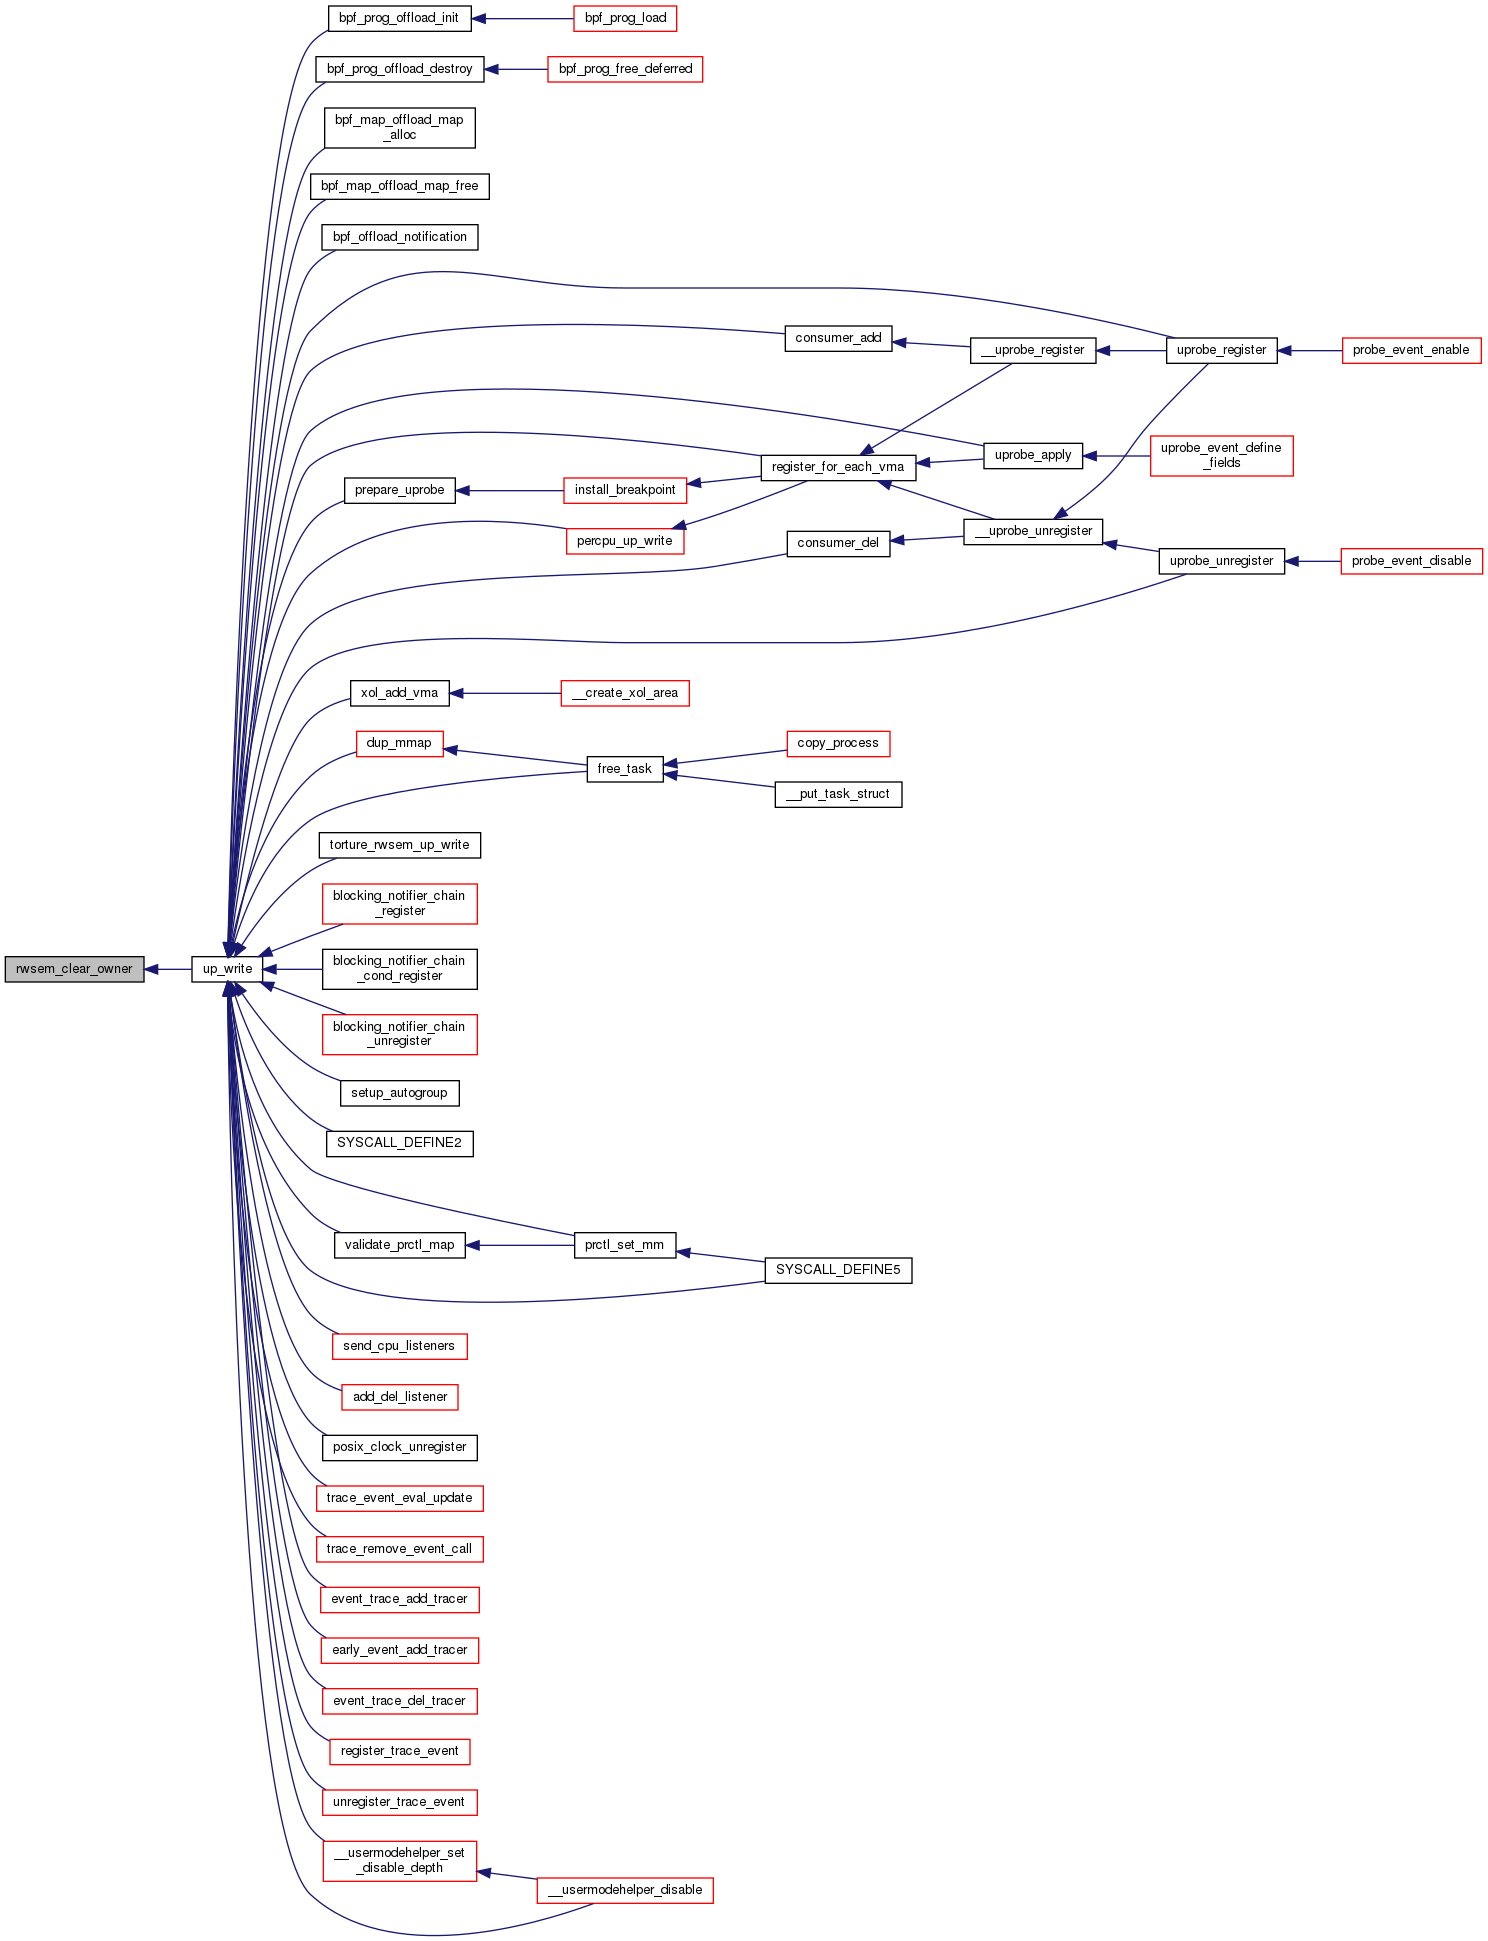 bpf_prog_offload_init
bpf_prog_load
bpf_prog_offload_destroy
bpf_prog_free_deferred
bpf_map_offload_map
_alloc
bpf_map_offload_map_free
bpf_offload_notification
consumer_add
__uprobe_register
uprobe_register
probe_event_enable
register_for_each_vma
uprobe_apply
uprobe_event_define
_fields
prepare_uprobe
install_breakpoint
percpu_up_write
consumer_del
__uprobe_unregister
uprobe_unregister
probe_event_disable
xol_add_vma
__create_xol_area
dup_mmap
free_task
copy_process
__put_task_struct
torture_rwsem_up_write
blocking_notifier_chain
_register
rwsem_clear_owner
up_write
blocking_notifier_chain
_cond_register
blocking_notifier_chain
_unregister
setup_autogroup
SYSCALL_DEFINE2
validate_prctl_map
prctl_set_mm
SYSCALL_DEFINE5
send_cpu_listeners
add_del_listener
posix_clock_unregister
trace_event_eval_update
trace_remove_event_call
event_trace_add_tracer
early_event_add_tracer
event_trace_del_tracer
register_trace_event
unregister_trace_event
__usermodehelper_set
_disable_depth
__usermodehelper_disable